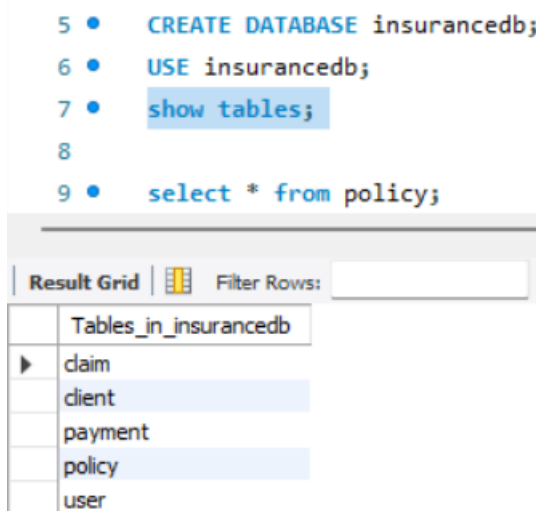 5 CREATE DATABASE insurancedb;
6 USE insurancedb;
7 show tables;
8
9 select * from policy;
Result Grid Filter Rows:
Tables_in_insurancedb
claim
client
payment
policy
user